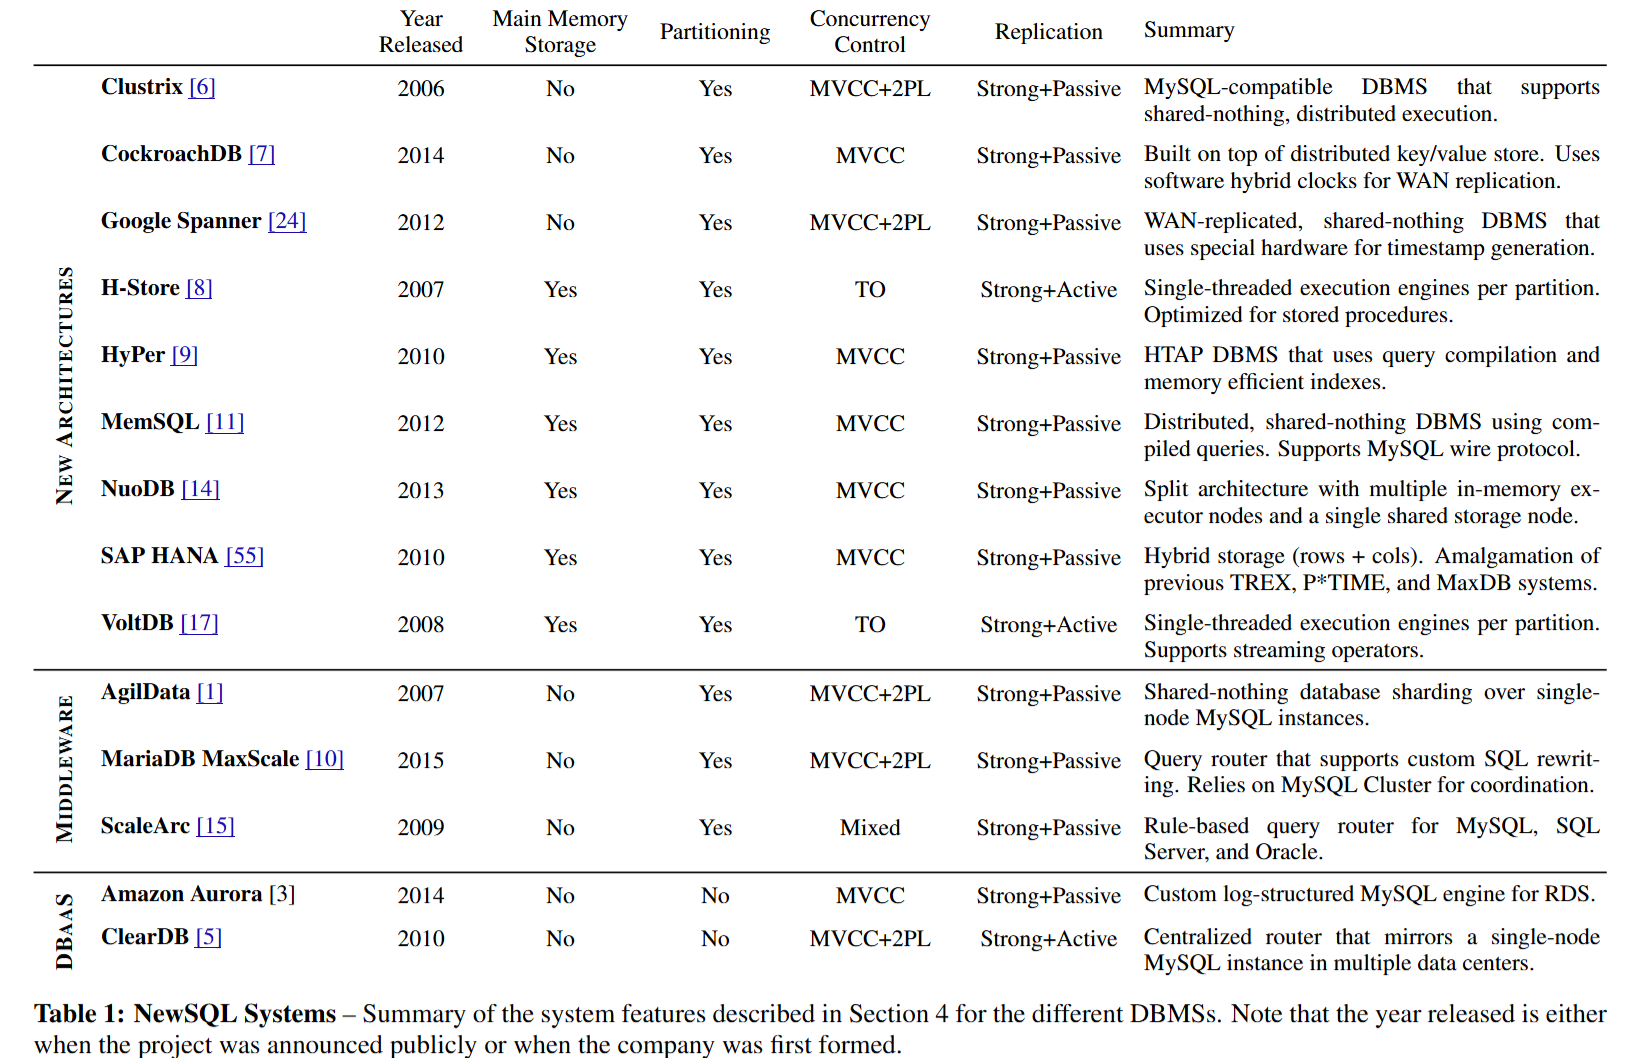 Year Released | Main Memory Storage | Partitioning | Concurrency Control | Replication | Summary
NEW ARCHITECTURES
Clustrix [6] 2006 No Yes MVCC+2PL Strong+Passive MySQL-compatible DBMS that supports
shared-nothing, distributed execution.
CockroachDB [7] 2014 No Yes MVCC Strong+Passive Built on top of distributed key/value store. Uses
software hybrid clocks for WAN replication.
Google Spanner [24] 2012 No Yes MVCC+2PL Strong+Passive WAN-replicated, shared-nothing DBMS that
uses special hardware for timestamp generation.
H-Store [8] 2007 Yes Yes TO Strong+Active Single-threaded execution engines per partition.
Optimized for stored procedures.
HyPer [9] 2010 Yes Yes MVCC Strong+Passive HTAP DBMS that uses query compilation and
memory efficient indexes.
MemSQL [11] 2012 Yes Yes MVCC Strong+Passive Distributed, shared-nothing DBMS using com-
piled queries. Supports MySQL wire protocol.
NuoDB [14] 2013 Yes Yes MVCC Strong+Passive Split architecture with multiple in-memory ex-
ecutor nodes and a single shared storage node.
SAP HANA [55] 2010 Yes Yes MVCC Strong+Passive Hybrid storage (rows + cols). Amalgamation of
previous TREX, P*TIME, and MaxDB systems.
VoltDB [17] 2008 Yes Yes TO Strong+Active Single-threaded execution engines per partition.
Supports streaming operators.
MIDDLEWARE
AgilData [1] 2007 No Yes MVCC+2PL Strong+Passive Shared-nothing database sharding over single-
node MySQL instances.
MariaDB MaxScale [10] 2015 No Yes MVCC+2PL Strong+Passive Query router that supports custom SQL rewrit-
ing. Relies on MySQL Cluster for coordination.
ScaleArc [15] 2009 No Yes Mixed Strong+Passive Rule-based query router for MySQL, SQL
Server, and Oracle.
DBAAS
Amazon Aurora [3] 2014 No No MVCC Strong+Passive Custom log-structured MySQL engine for RDS.
ClearDB [5] 2010 No No MVCC+2PL Strong+Active Centralized router that mirrors a single-node
MySQL instance in multiple data centers.
Table 1: NewSQL Systems – Summary of the system features described in Section 4 for the different DBMSs. Note that the year released is either
when the project was announced publicly or when the company was first formed.